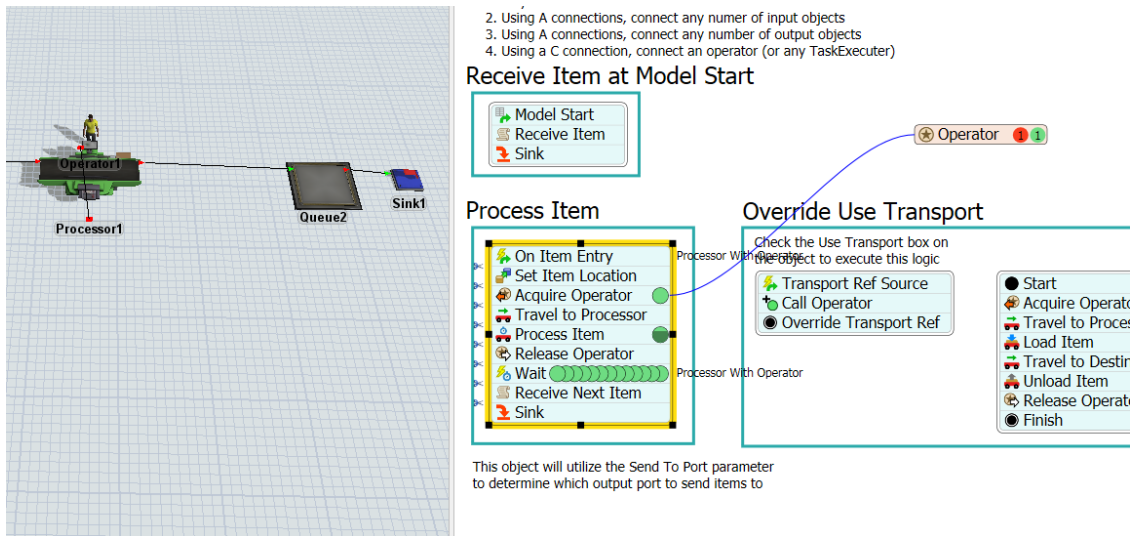 Operator1
Processor1
Queue2
Sink1
2. Using A connections, connect any numer of input objects
3. Using A connections, connect any number of output objects
4. Using a C connection, connect an operator (or any TaskExecuter)
Receive Item at Model Start
Model Start
Receive Item
Sink
Operator 1 1
Process Item
On Item Entry
Set Item Location
Acquire Operator
Travel to Processor
Process Item
Release Operator
Wait
Receive Next Item
Sink
Processor With Operator
Processor With Operator
This object will utilize the Send To Port parameter
to determine which output port to send items to
Override Use Transport
Check the Use Transport box on
the object to execute this logic
Transport Ref Source
Call Operator
Override Transport Ref
Start
Acquire Operato
Travel to Proces
Load Item
Travel to Destin
Unload Item
Release Operato
Finish